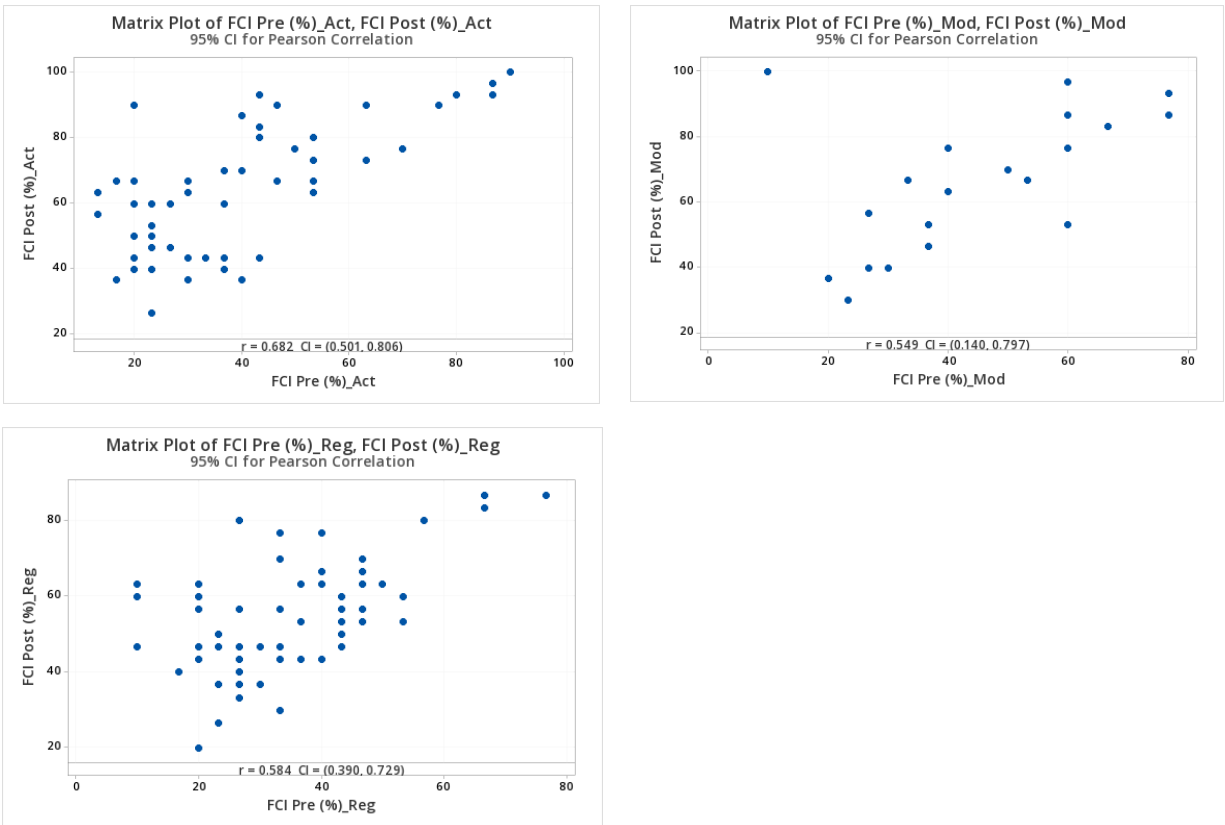 Matrix Plot of FCI Pre (%)_Act, FCI Post (%)_Act
95% CI for Pearson Correlation
100
80
60
40
20
FCI Post (%)_Act
r = 0.682 CI = (0.501, 0.806)
20 40 60 80 100
FCI Pre (%)_Act
Matrix Plot of FCI Pre (%)_Mod, FCI Post (%)_Mod
95% CI for Pearson Correlation
100
80
60
40
20
FCI Post (%)_Mod
r = 0.549 CI = (0.140, 0.797)
0 20 40 60 80
FCI Pre (%)_Mod
Matrix Plot of FCI Pre (%)_Reg, FCI Post (%)_Reg
95% CI for Pearson Correlation
80
60
40
20
FCI Post (%)_Reg
r = 0.584 CI = (0.390, 0.729)
0 20 40 60 80
FCI Pre (%)_Reg